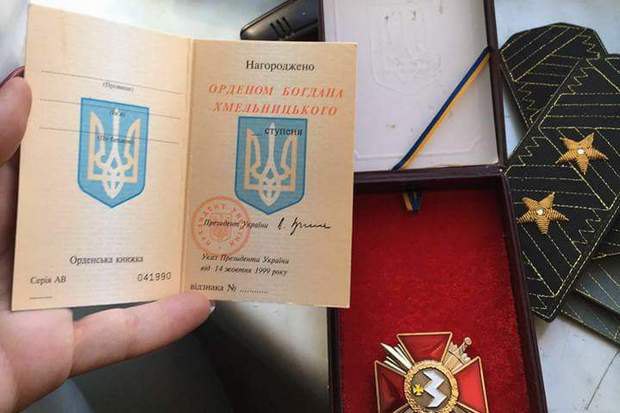 (Прізвище)
(Ім'я)
(По батькові)
Орденська книжка
Серія АВ 041990
Нагороджено
ОРДЕНОМ БОГДАНА
ХМЕЛЬНИЦЬКОГО
ступеня
Президент України
Указ Президента України
від 14 жовтня 1999 року
відзнака № ...........